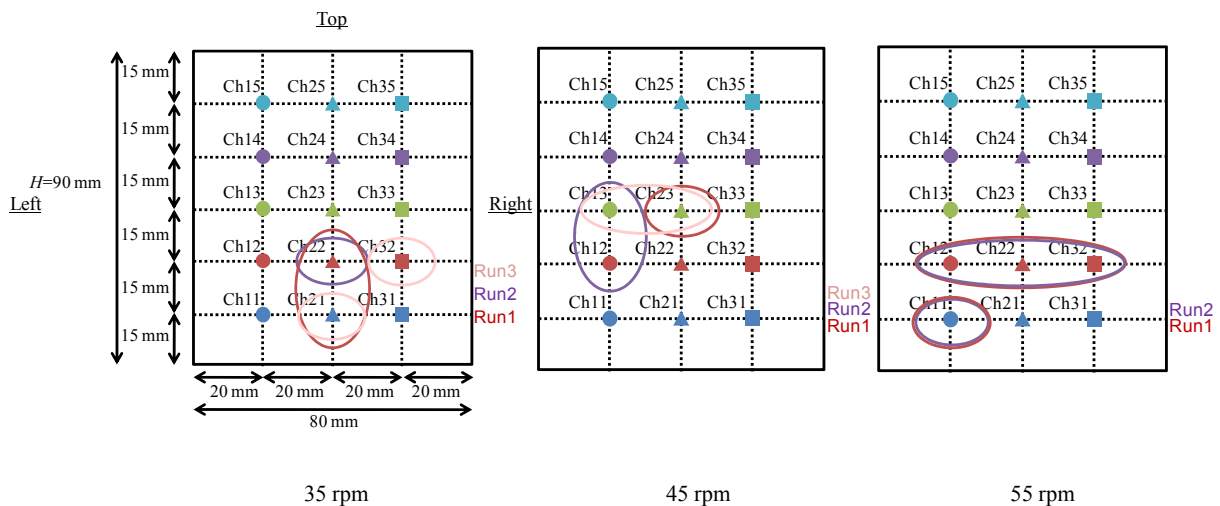 Top
15 mm
15 mm
15 mm
15 mm
15 mm
15 mm
H=90 mm
Left
Ch15 Ch25 Ch35
Ch14 Ch24 Ch34
Ch13 Ch23 Ch33
Ch12 Ch22 Ch32
Ch11 Ch21 Ch31
Run3
Run2
Run1
20 mm 20 mm 20 mm 20 mm
80 mm
35 rpm
Right
Ch15 Ch25 Ch35
Ch14 Ch24 Ch34
Ch13 Ch23 Ch33
Ch12 Ch22 Ch32
Ch11 Ch21 Ch31
Run3
Run2
Run1
45 rpm
Ch15 Ch25 Ch35
Ch14 Ch24 Ch34
Ch13 Ch23 Ch33
Ch12 Ch22 Ch32
Ch11 Ch21 Ch31
Run2
Run1
55 rpm